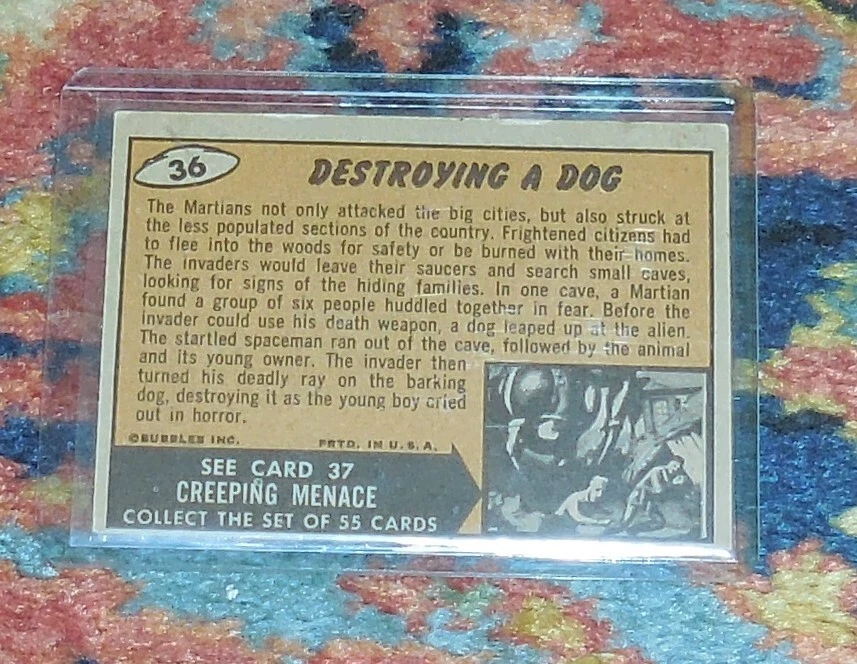 36
DESTROYING A DOG
The Martians not only attacked the big cities, but also struck at
the less populated sections of the country. Frightened citizens had
to flee into the woods for safety or be burned with their homes.
The invaders would leave their saucers and search small caves,
looking for signs of the hiding families. In one cave, a Martian
found a group of six people huddled together in fear. Before the
invader could use his death weapon, a dog leaped up at the alien.
The startled spaceman ran out of the cave, followed by the animal
and its young owner. The invader then
turned his deadly ray on the barking
dog, destroying it as the young boy cried
out in horror.
©BUBBLES INC. PRTD. IN U.S.A.
SEE CARD 37
CREEPING MENACE
COLLECT THE SET OF 55 CARDS